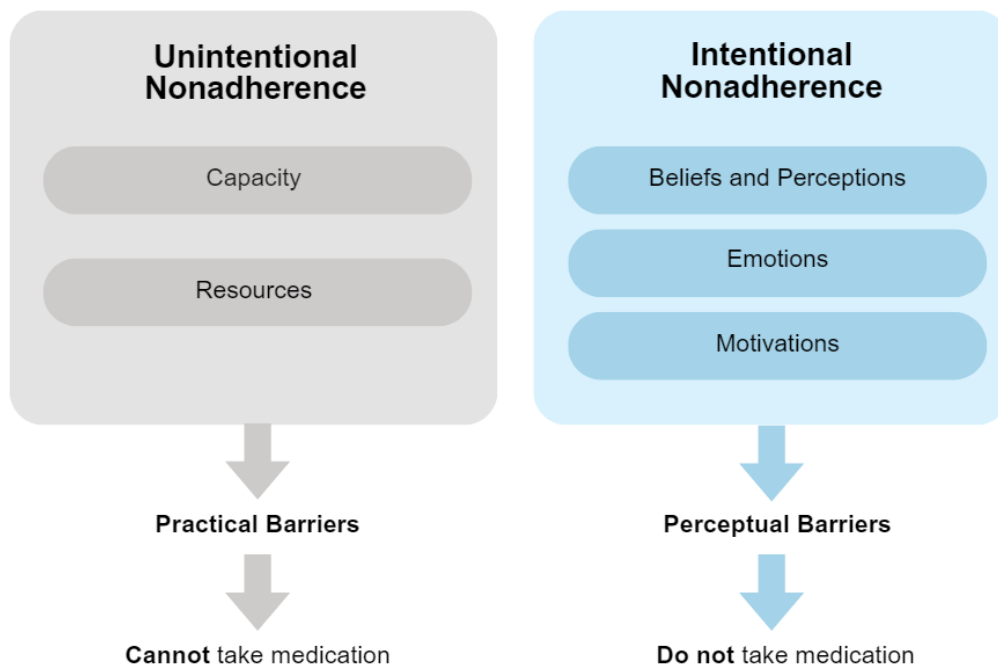 Unintentional
Nonadherence
Capacity
Resources
Practical Barriers
Cannot take medication
Intentional
Nonadherence
Beliefs and Perceptions
Emotions
Motivations
Perceptual Barriers
Do not take medication